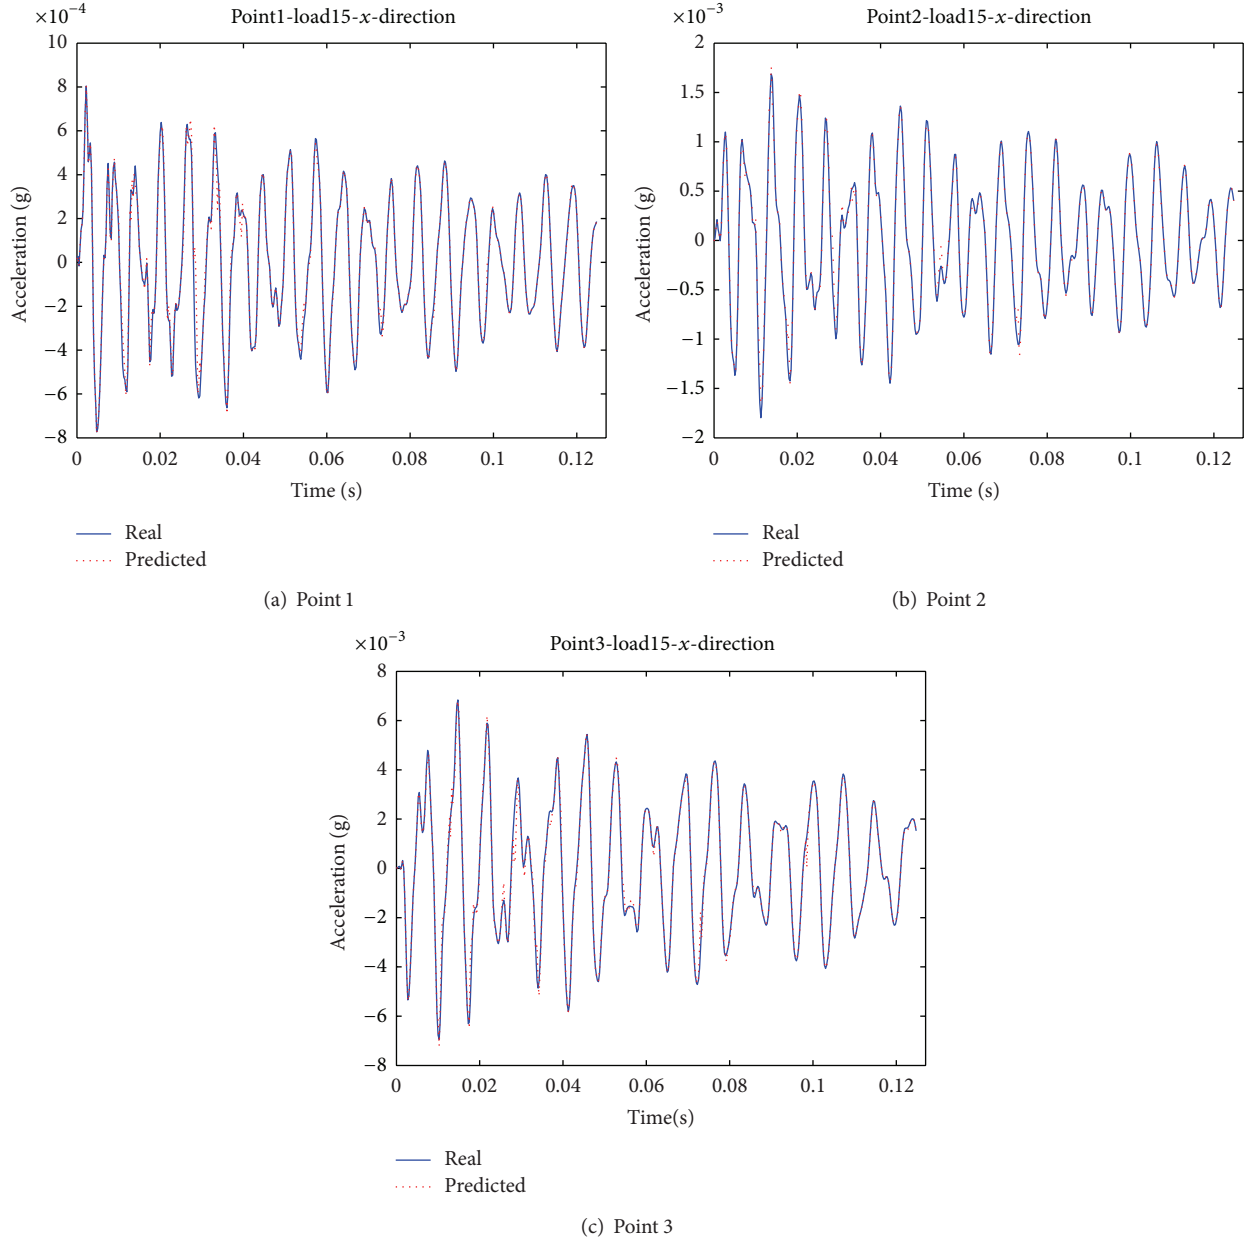 ×10−4
Point1-load15-x-direction
10
8
6
4
2
0
−2
−4
−6
−8
Acceleration (g)
0 0.02 0.04 0.06 0.08 0.1 0.12
Time (s)
Real
Predicted
(a) Point 1
×10−3
Point2-load15-x-direction
2
1.5
1
0.5
0
−0.5
−1
−1.5
−2
Acceleration (g)
0 0.02 0.04 0.06 0.08 0.1 0.12
Time (s)
Real
Predicted
(b) Point 2
×10−3
Point3-load15-x-direction
8
6
4
2
0
−2
−4
−6
−8
Acceleration (g)
0 0.02 0.04 0.06 0.08 0.1 0.12
Time(s)
Real
Predicted
(c) Point 3